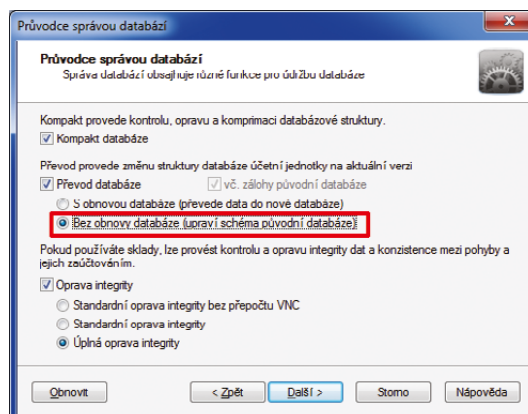 Průvodce správou databází
Průvodce správou databází
Správa databází obsahuje různé funkce pro údržbu databáze
Kompakt provede kontrolu, opravu a komprimaci databázové struktury.
Kompakt databáze
Převod provede změnu struktury databáze účetní jednotky na aktuální verzi
Převod databáze vč. zálohy původní databáze
S obnovou databáze (převede data do nové databáze)
Bez obnovy databáze (upraví schéma původní databáze)
Pokud používáte sklady, lze provést kontrolu a opravu integrity dat a konzistence mezi pohyby a
jejich zaúčtováním.
Oprava integrity
Standardní oprava integrity bez přepočtu VNC
Standardní oprava integrity
Úplná oprava integrity
Obnovit < Zpět Další > Storno Nápověda